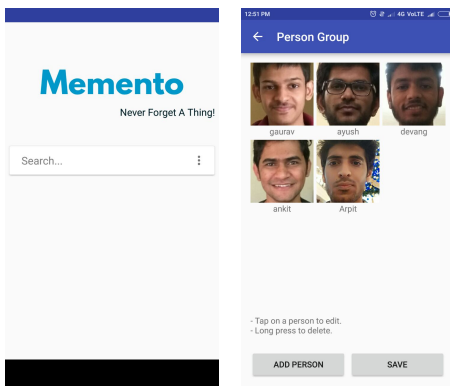 Memento
Never Forget A Thing!
Search...
12:51 PM
4G VoLTE
Person Group
gaurav ayush devang
ankit Arpit
- Tap on a person to edit.
- Long press to delete.
ADD PERSON SAVE